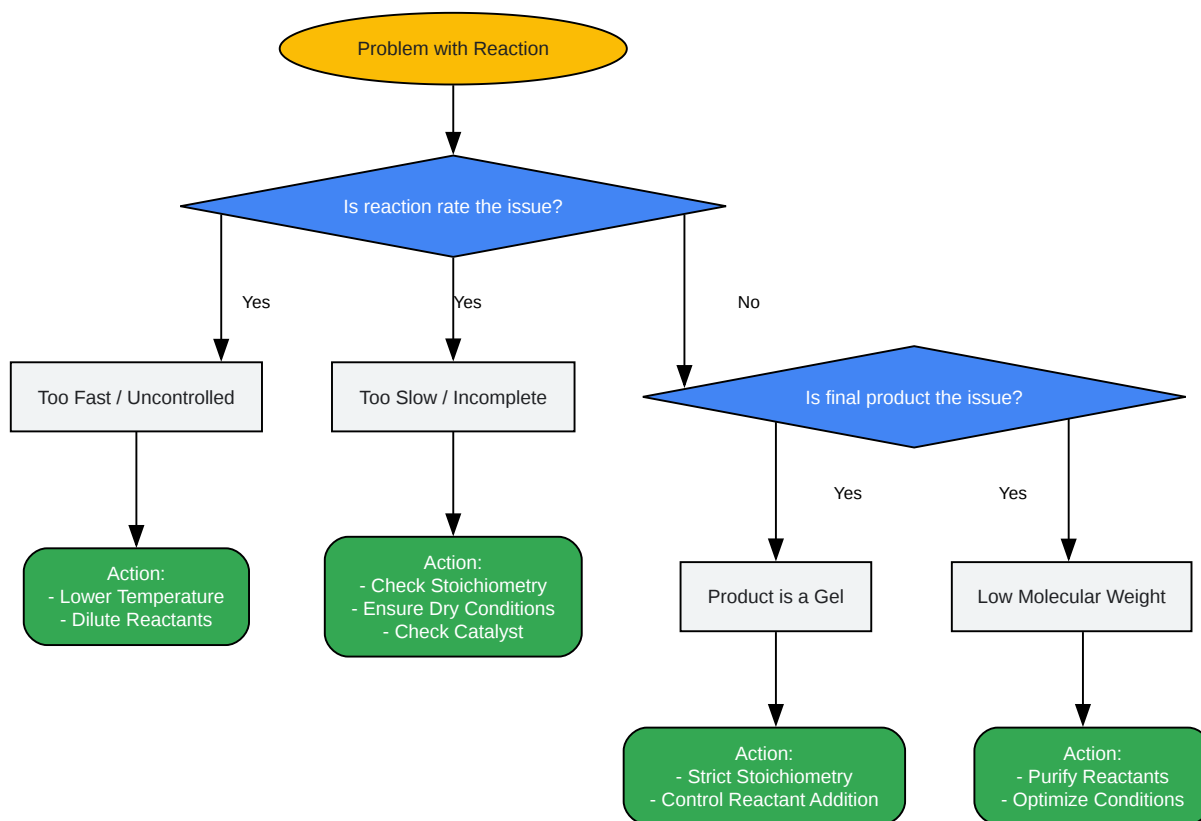 Problem with Reaction
Is reaction rate the issue?
Yes
Yes
No
Too Fast / Uncontrolled
Too Slow / Incomplete
Is final product the issue?
Yes
Yes
Action:
- Lower Temperature
- Dilute Reactants
Action:
- Check Stoichiometry
- Ensure Dry Conditions
- Check Catalyst
Product is a Gel
Low Molecular Weight
Action:
- Strict Stoichiometry
- Control Reactant Addition
Action:
- Purify Reactants
- Optimize Conditions